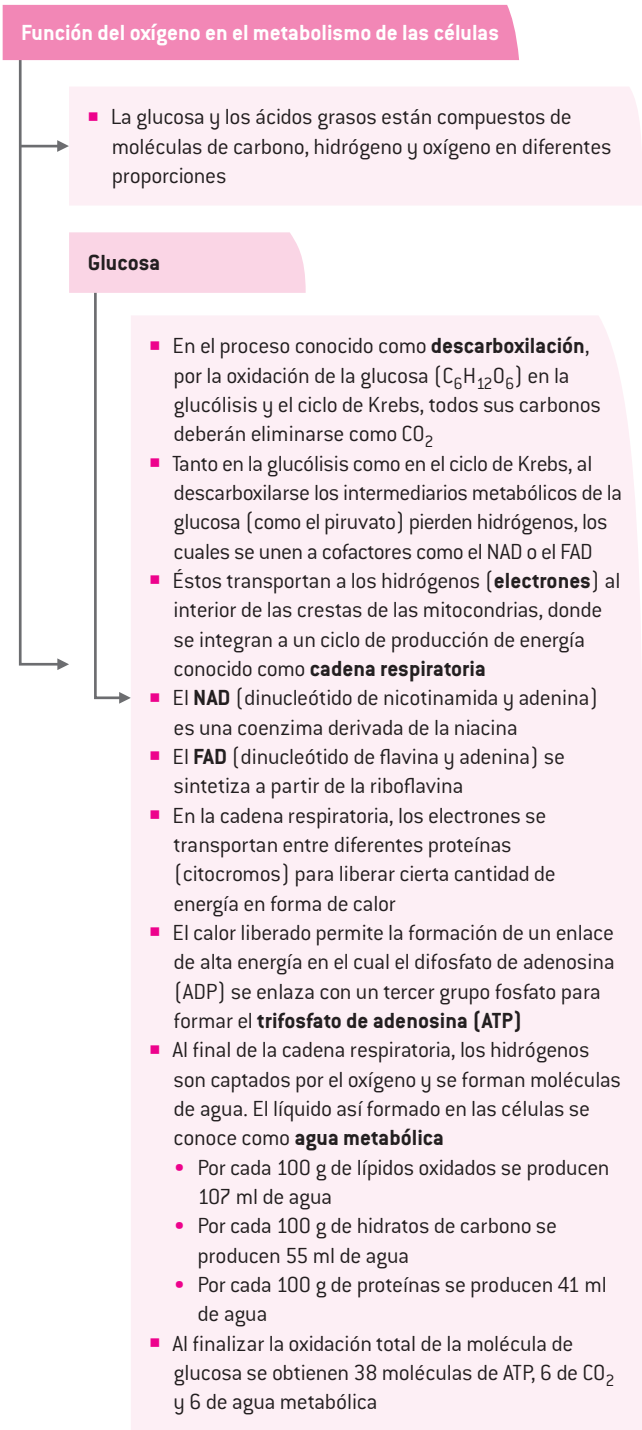 Función del oxígeno en el metabolismo de las células
▪ La glucosa y los ácidos grasos están compuestos de
moléculas de carbono, hidrógeno y oxígeno en diferentes
proporciones
Glucosa
▪ En el proceso conocido como descarboxilación,
por la oxidación de la glucosa (C₆H₁₂O₆) en la
glucólisis y el ciclo de Krebs, todos sus carbonos
deberán eliminarse como CO₂
▪ Tanto en la glucólisis como en el ciclo de Krebs, al
descarboxilarse los intermediarios metabólicos de la
glucosa (como el piruvato) pierden hidrógenos, los
cuales se unen a cofactores como el NAD o el FAD
▪ Éstos transportan a los hidrógenos (electrones) al
interior de las crestas de las mitocondrias, donde
se integran a un ciclo de producción de energía
conocido como cadena respiratoria
▪ El NAD (dinucleótido de nicotinamida y adenina)
es una coenzima derivada de la niacina
▪ El FAD (dinucleótido de flavina y adenina) se
sintetiza a partir de la riboflavina
▪ En la cadena respiratoria, los electrones se
transportan entre diferentes proteínas
(citocromos) para liberar cierta cantidad de
energía en forma de calor
▪ El calor liberado permite la formación de un enlace
de alta energía en el cual el difosfato de adenosina
(ADP) se enlaza con un tercer grupo fosfato para
formar el trifosfato de adenosina (ATP)
▪ Al final de la cadena respiratoria, los hidrógenos
son captados por el oxígeno y se forman moléculas
de agua. El líquido así formado en las células se
conoce como agua metabólica
• Por cada 100 g de lípidos oxidados se producen
107 ml de agua
• Por cada 100 g de hidratos de carbono se
producen 55 ml de agua
• Por cada 100 g de proteínas se producen 41 ml
de agua
▪ Al finalizar la oxidación total de la molécula de
glucosa se obtienen 38 moléculas de ATP, 6 de CO₂
y 6 de agua metabólica